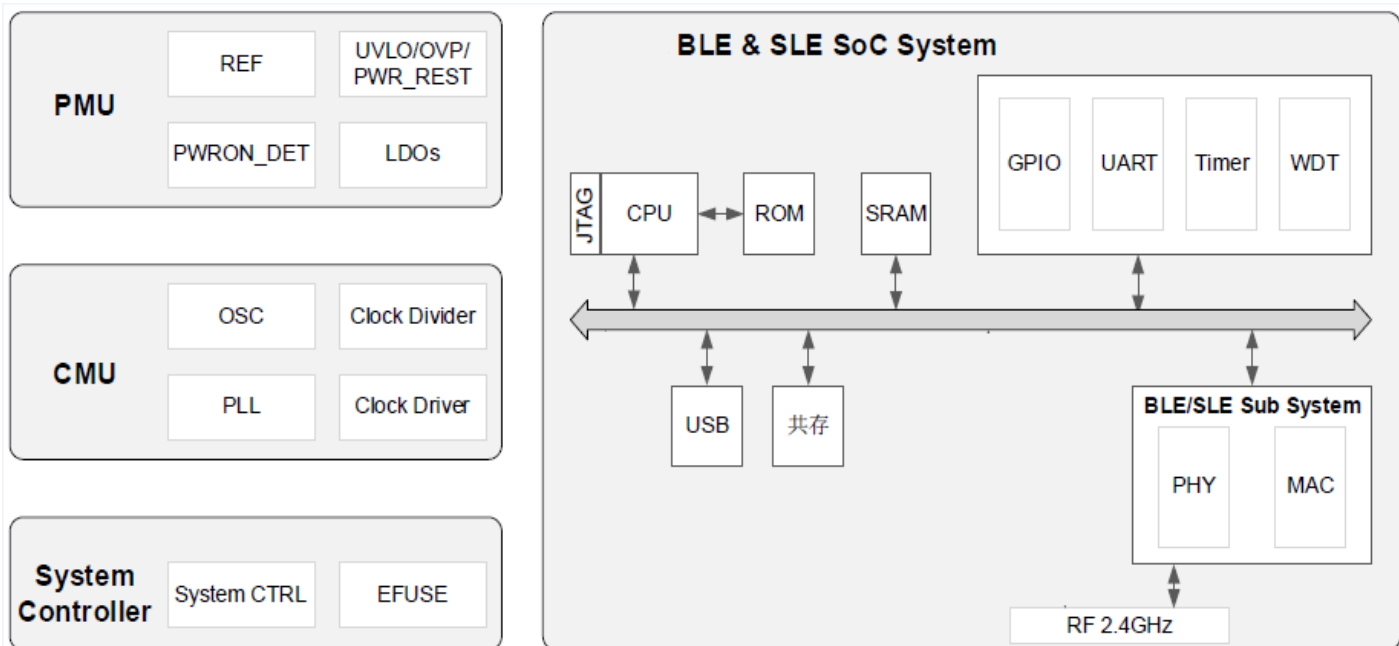 PMU
REF
UVLO/OVP/
PWR_REST
PWRON_DET
LDOs
CMU
OSC
Clock Divider
PLL
Clock Driver
System
Controller
System CTRL
EFUSE
BLE & SLE SoC System
GPIO
UART
Timer
WDT
JTAG
CPU
ROM
SRAM
USB
共存
BLE/SLE Sub System
PHY
MAC
RF 2.4GHz